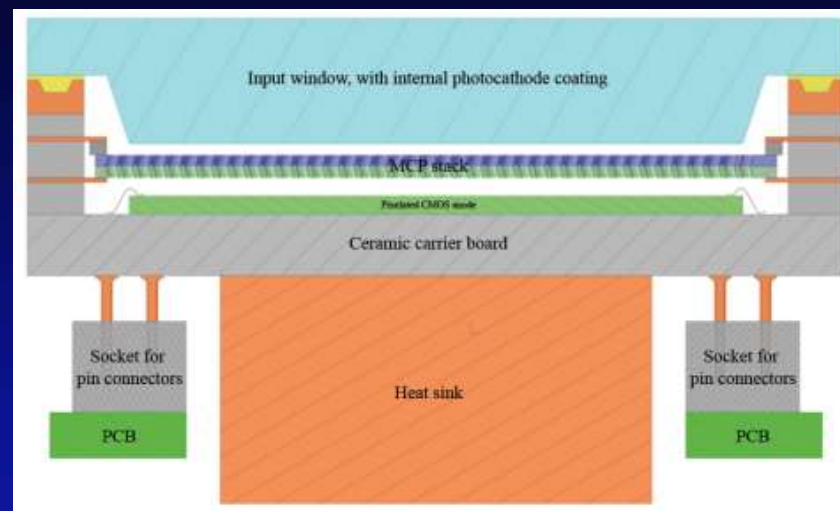 Input window, with internal photocathode coating
MCP stack
Pixelated CMOS anode
Ceramic carrier board
Socket for
pin connectors
Heat sink
Socket for
pin connectors
PCB
PCB